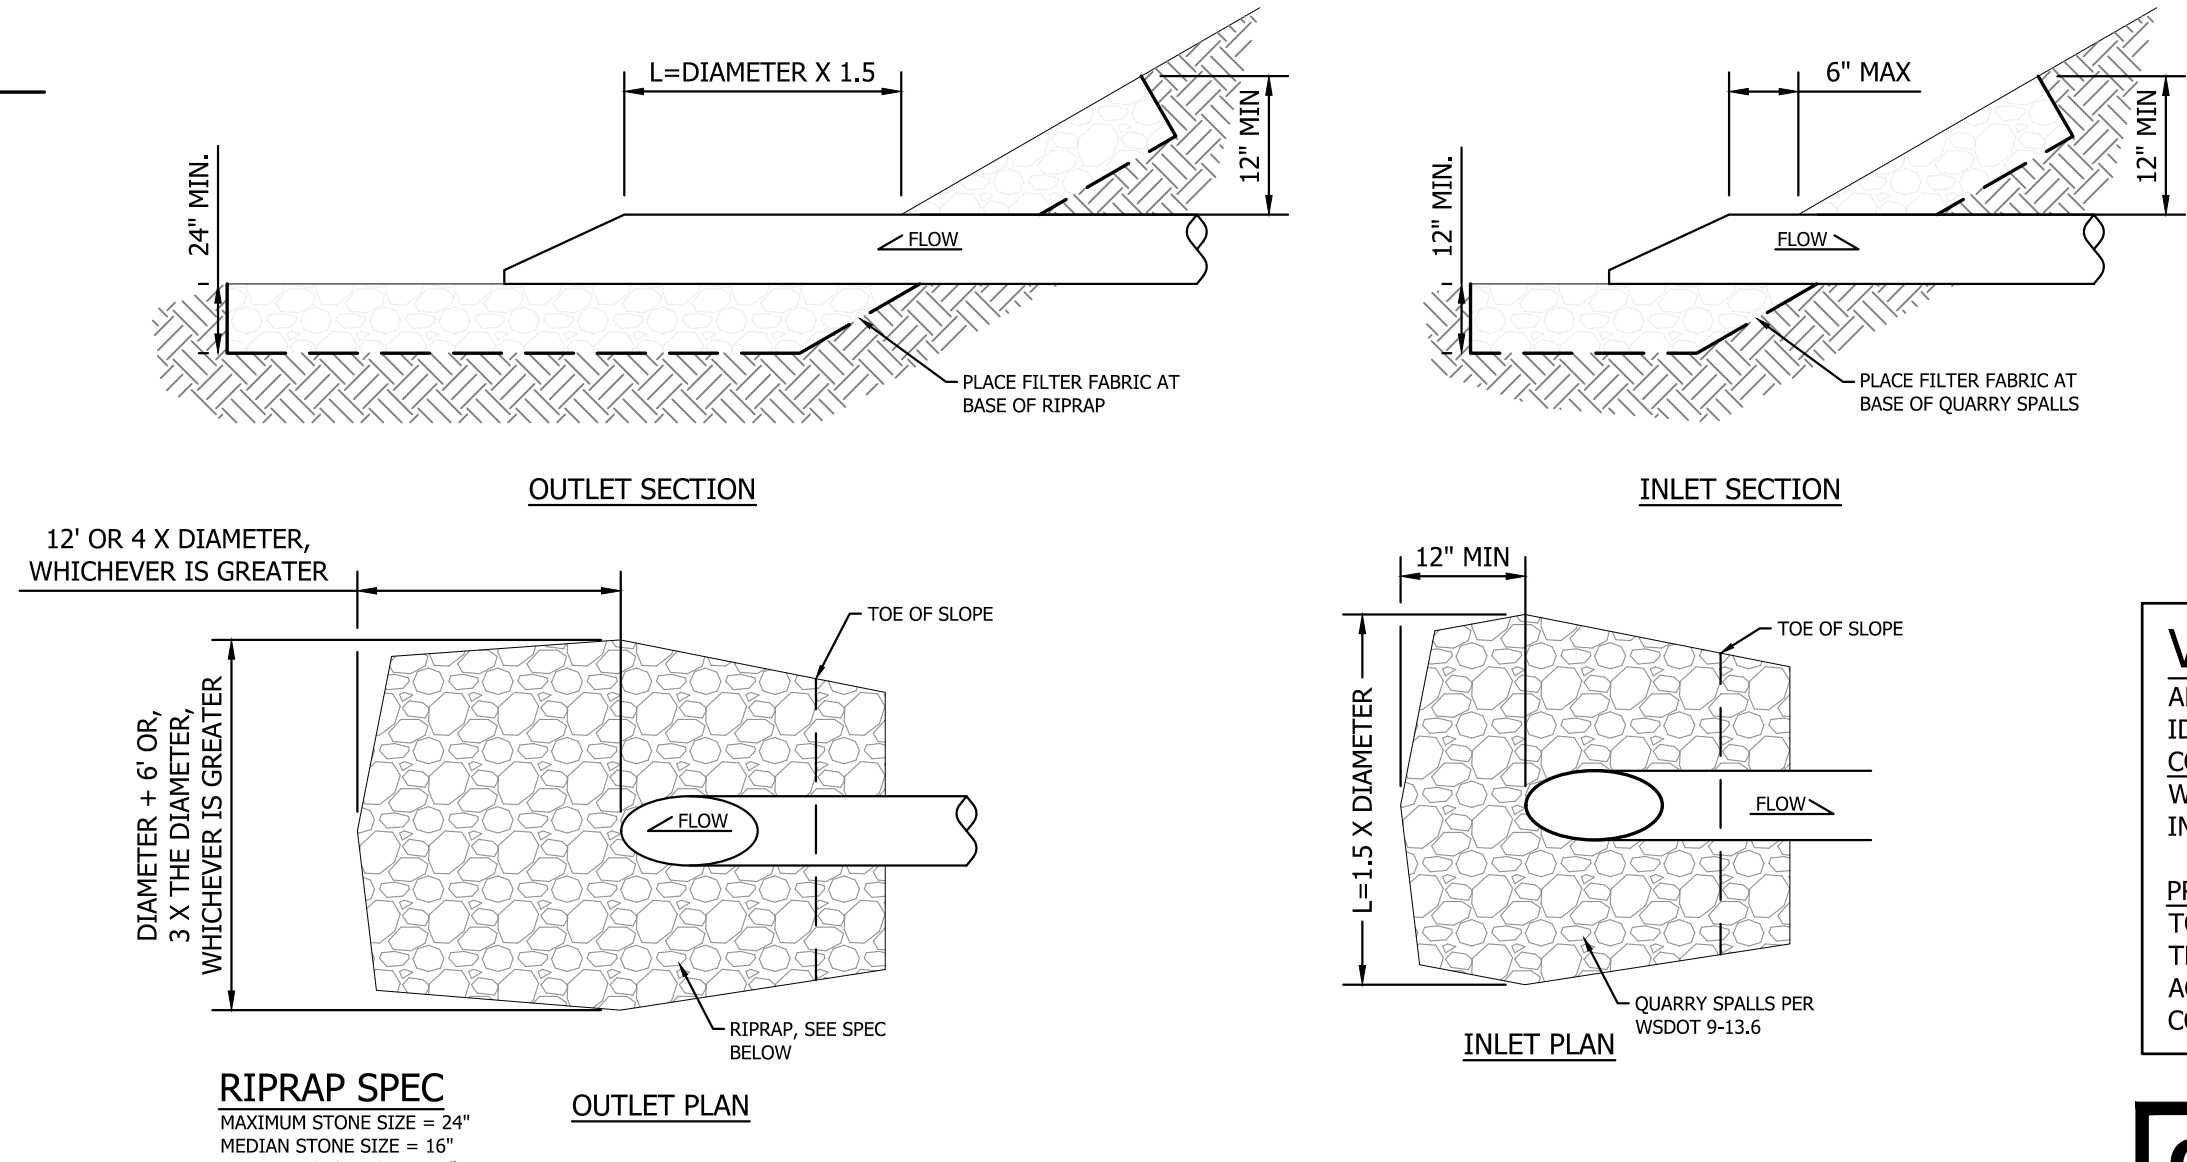 L=DIAMETER X 1.5
24" MIN.
12" MIN
FLOW
PLACE FILTER FABRIC AT
BASE OF RIPRAP
OUTLET SECTION
6" MAX
12" MIN.
12" MIN
FLOW
PLACE FILTER FABRIC AT
BASE OF QUARRY SPALLS
INLET SECTION
12' OR 4 X DIAMETER,
WHICHEVER IS GREATER
DIAMETER + 6' OR,
3 X THE DIAMETER,
WHICHEVER IS GREATER
TOE OF SLOPE
FLOW
RIPRAP, SEE SPEC
BELOW
OUTLET PLAN
12" MIN
L=1.5 X DIAMETER
TOE OF SLOPE
FLOW
QUARRY SPALLS PER
WSDOT 9-13.6
INLET PLAN
RIPRAP SPEC
MAXIMUM STONE SIZE = 24"
MEDIAN STONE SIZE = 16"